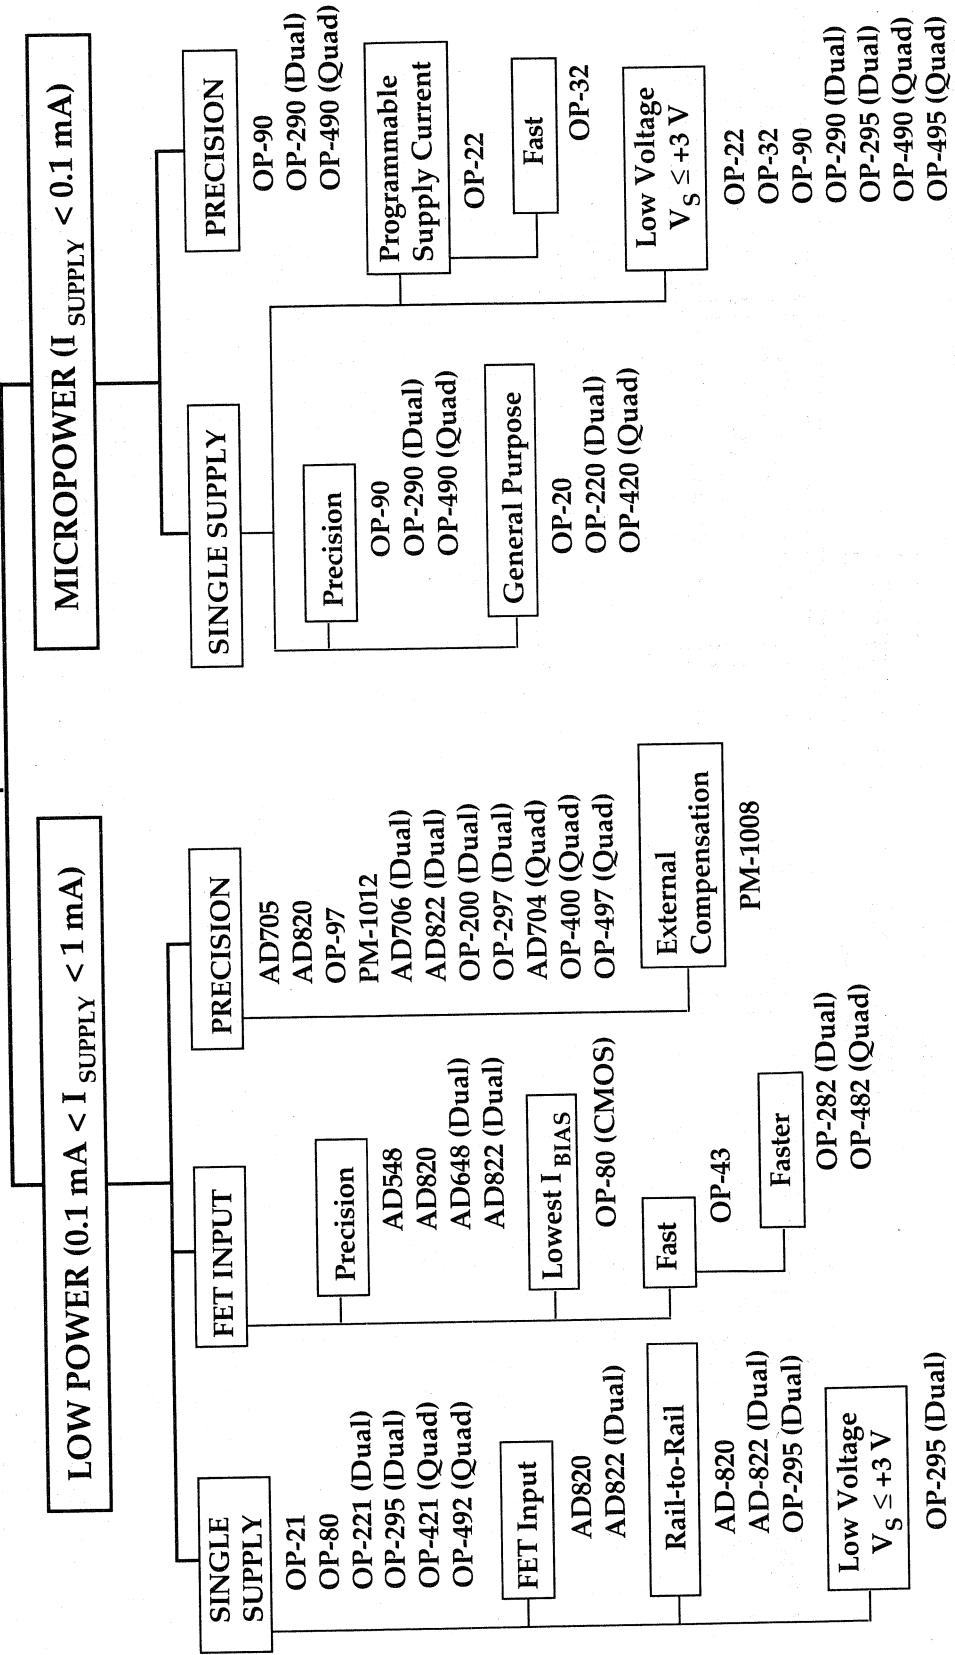 LOW POWER (0.1 mA < I SUPPLY < 1 mA)
SINGLE
SUPPLY
OP-21
OP-80
OP-221 (Dual)
OP-295 (Dual)
OP-421 (Quad)
OP-492 (Quad)
FET Input
AD820
AD822 (Dual)
Rail-to-Rail
AD-820
AD-822 (Dual)
OP-295 (Dual)
Low Voltage
VS ≤ +3 V
OP-295 (Dual)
FET INPUT
Precision
AD548
AD820
AD648 (Dual)
AD822 (Dual)
Lowest I BIAS
OP-80 (CMOS)
Fast
OP-43
Faster
OP-282 (Dual)
OP-482 (Quad)
PRECISION
AD705
AD820
OP-97
PM-1012
AD706 (Dual)
AD822 (Dual)
OP-200 (Dual)
OP-297 (Dual)
AD704 (Quad)
OP-400 (Quad)
OP-497 (Quad)
External
Compensation
PM-1008
MICROPOWER (I SUPPLY < 0.1 mA)
SINGLE SUPPLY
Precision
OP-90
OP-290 (Dual)
OP-490 (Quad)
General Purpose
OP-20
OP-220 (Dual)
OP-420 (Quad)
PRECISION
OP-90
OP-290 (Dual)
OP-490 (Quad)
Programmable
Supply Current
OP-22
Fast
OP-32
Low Voltage
VS ≤ +3 V
OP-22
OP-32
OP-90
OP-290 (Dual)
OP-295 (Dual)
OP-490 (Quad)
OP-495 (Quad)